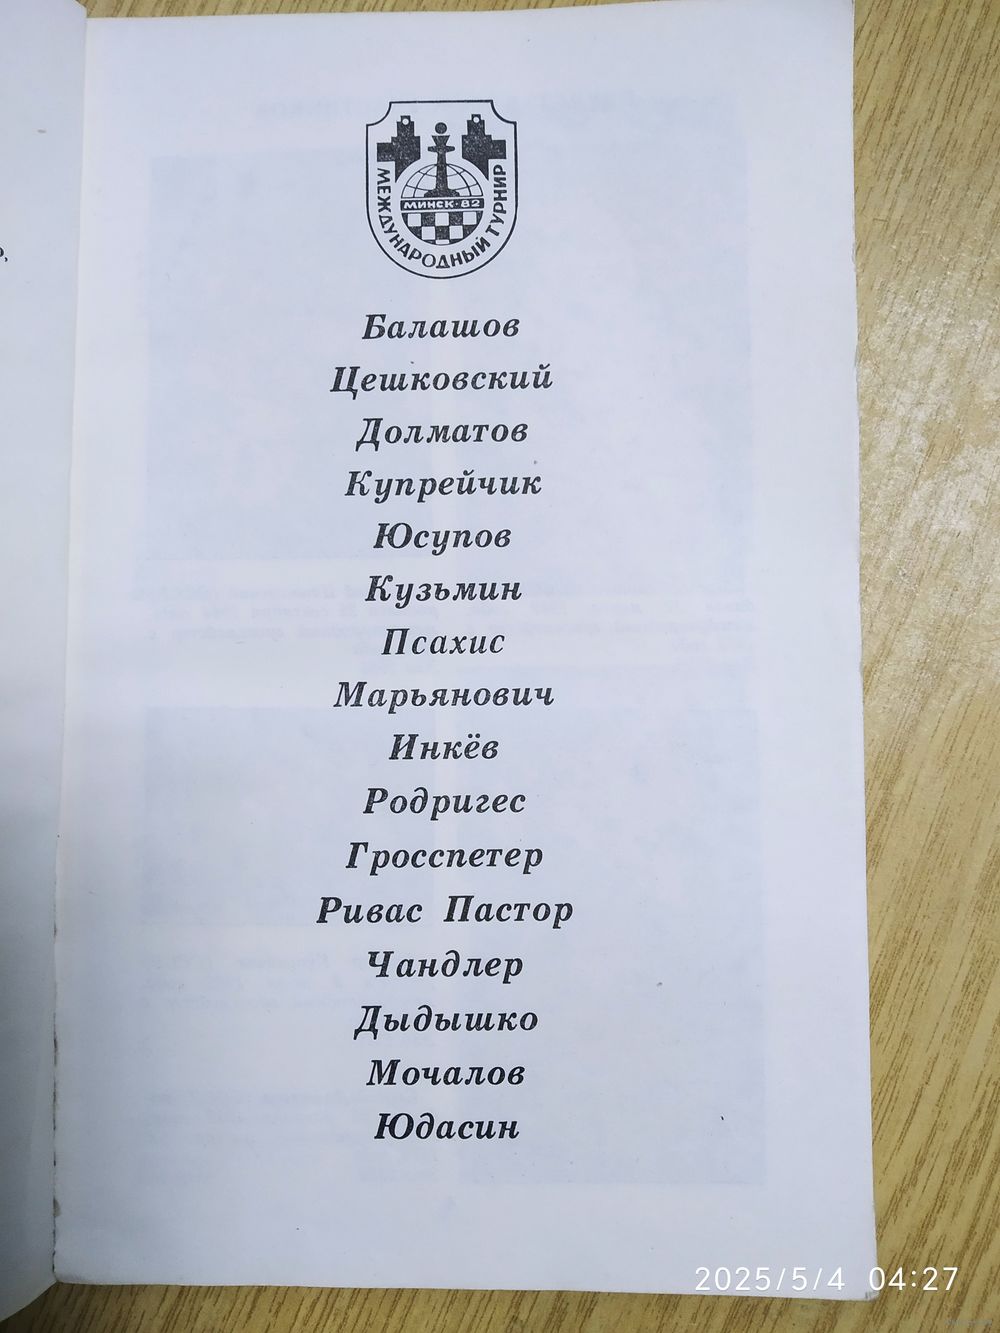 МИНСК-82
МЕЖДУНАРОДНЫЙ ТУРНИР
Балашов
Цешковский
Долматов
Купрейчик
Юсупов
Кузьмин
Псахис
Марьянович
Инкёв
Родригес
Гросспетер
Ривас Пастор
Чандлер
Дыдышко
Мочалов
Юдасин
2025/5/4 04:27